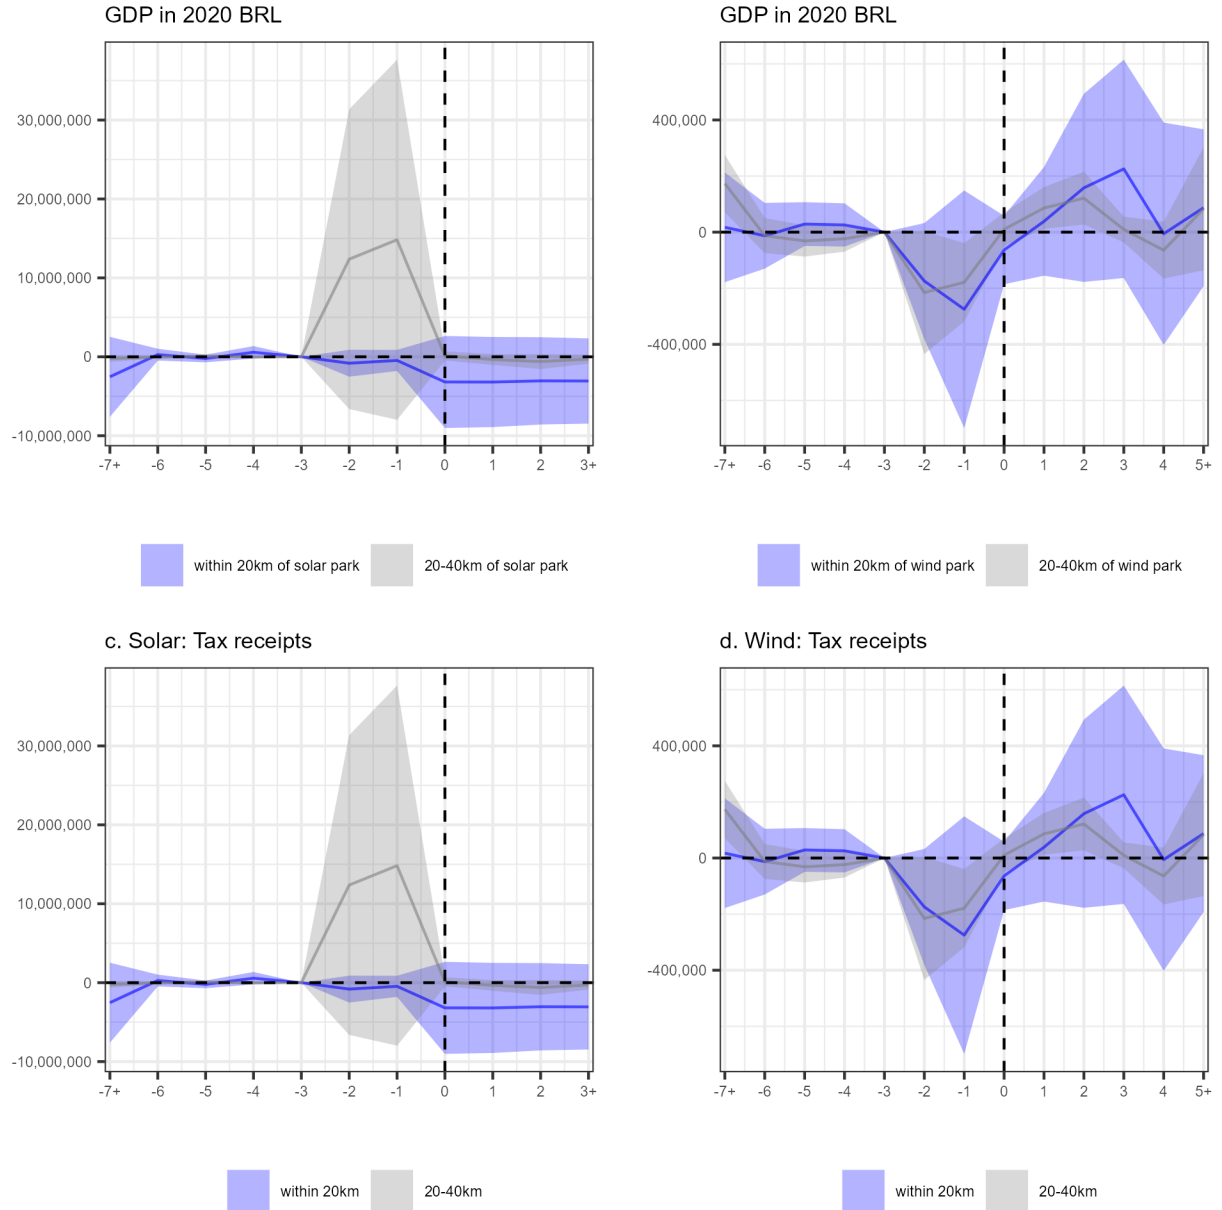 GDP in 2020 BRL
30,000,000
20,000,000
10,000,000
0
-10,000,000
-7+ -6 -5 -4 -3 -2 -1 0 1 2 3+
within 20km of solar park 20-40km of solar park
GDP in 2020 BRL
400,000
0
-400,000
-7+ -6 -5 -4 -3 -2 -1 0 1 2 3 4 5+
within 20km of wind park 20-40km of wind park
c. Solar: Tax receipts
30,000,000
20,000,000
10,000,000
0
-10,000,000
-7+ -6 -5 -4 -3 -2 -1 0 1 2 3+
within 20km 20-40km
d. Wind: Tax receipts
400,000
0
-400,000
-7+ -6 -5 -4 -3 -2 -1 0 1 2 3 4 5+
within 20km 20-40km